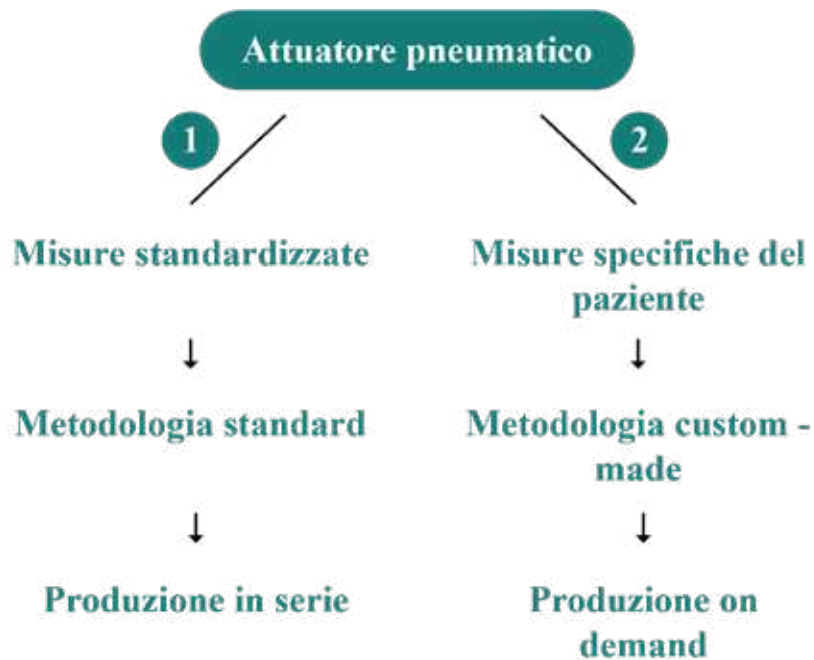 Attuatore pneumatico
1
2
Misure standardizzate
Misure specifiche del
paziente
Metodologia standard
Metodologia custom -
made
Produzione in serie
Produzione on
demand